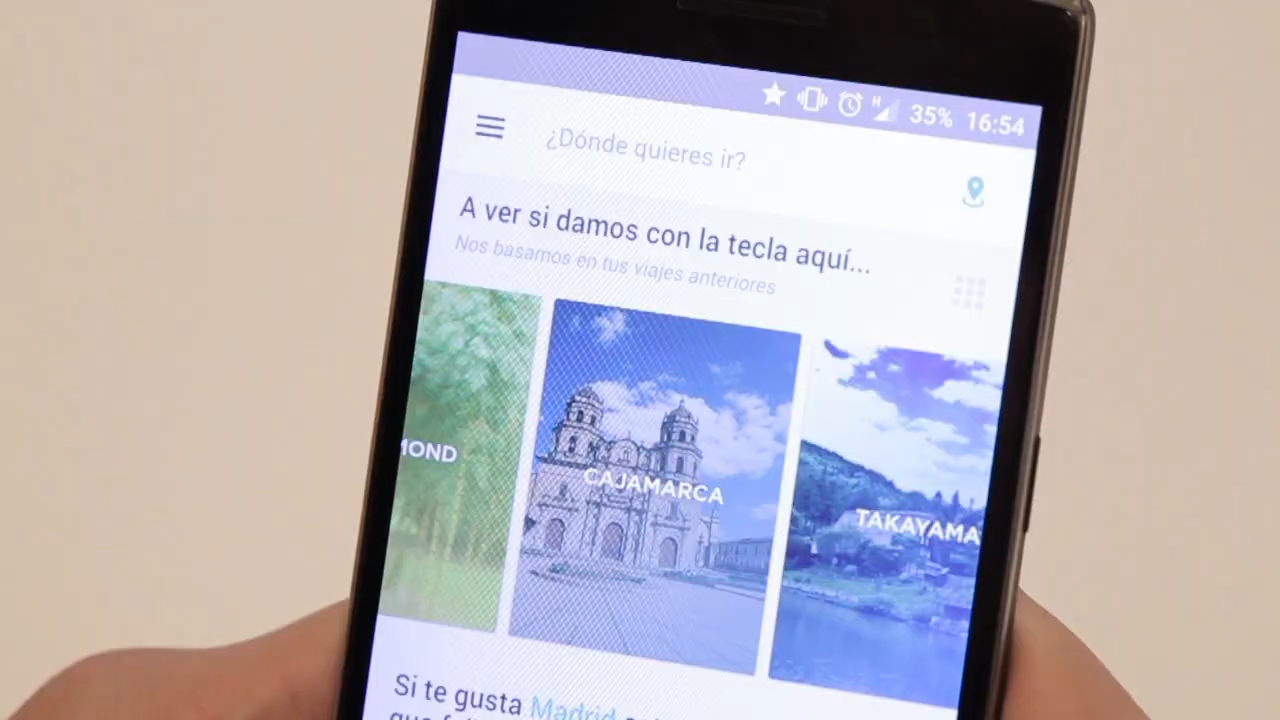 H 35% 16:54
¿Dónde quieres ir?
A ver si damos con la tecla aquí...
Nos basamos en tus viajes anteriores
MOND
CAJAMARCA
TAKAYAMA
Si te gusta Madrid
que